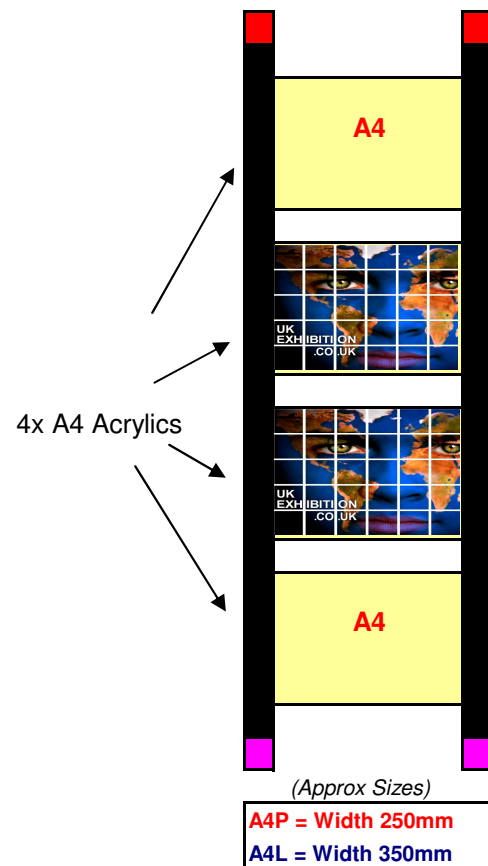 A4
UK
EXHIBITION
.CO.UK
4x A4 Acrylics
UK
EXHIBITION
.CO.UK
A4
(Approx Sizes)
A4P = Width 250mm
A4L = Width 350mm